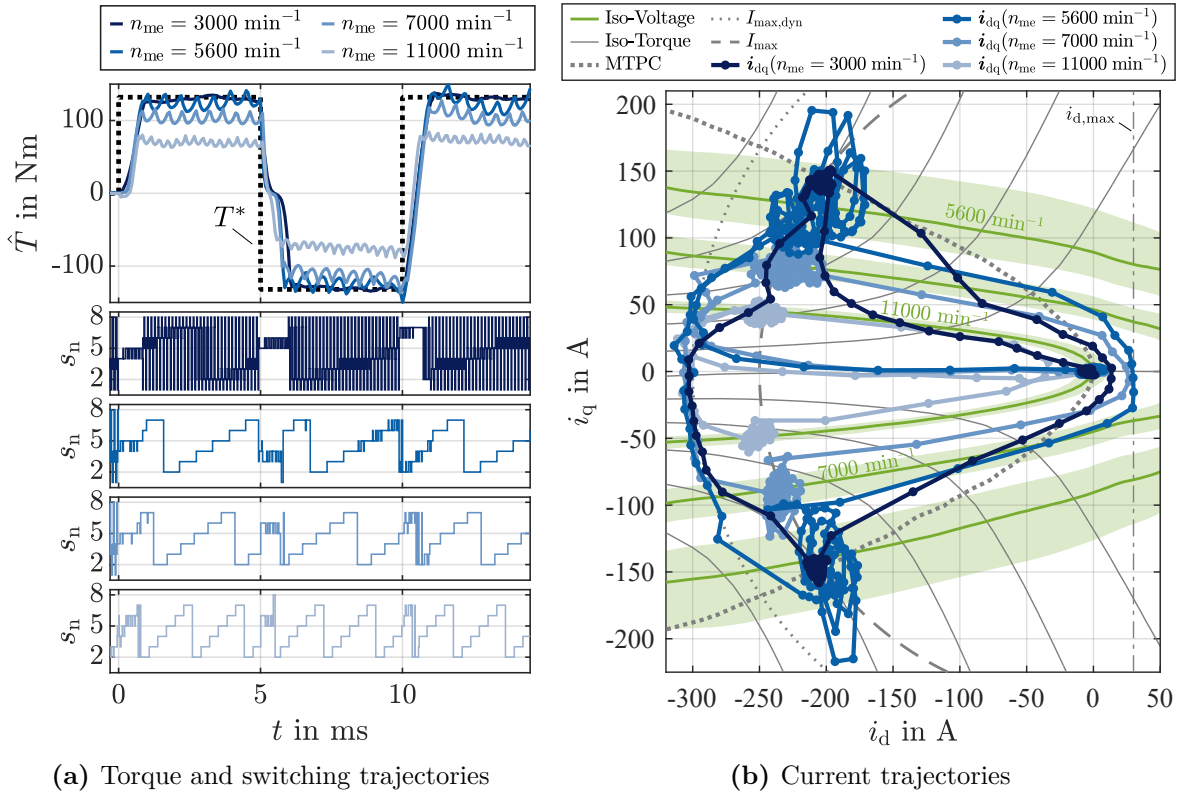 n_me = 3000 min⁻¹ n_me = 7000 min⁻¹
n_me = 5600 min⁻¹ n_me = 11000 min⁻¹
T̂ in Nm
100
0
-100
T*
s_n
8
5
2
s_n
8
5
2
s_n
8
5
2
s_n
8
5
2
0 5 10
t in ms
(a) Torque and switching trajectories
Iso-Voltage I_max,dyn i_dq(n_me = 5600 min⁻¹)
Iso-Torque I_max i_dq(n_me = 7000 min⁻¹)
MTPC i_dq(n_me = 3000 min⁻¹) i_dq(n_me = 11000 min⁻¹)
i_q in A
200
150
100
50
0
-50
-100
-150
-200
i_d,max
5600 min⁻¹
11000 min⁻¹
7000 min⁻¹
-300 -250 -200 -150 -100 -50 0 50
i_d in A
(b) Current trajectories